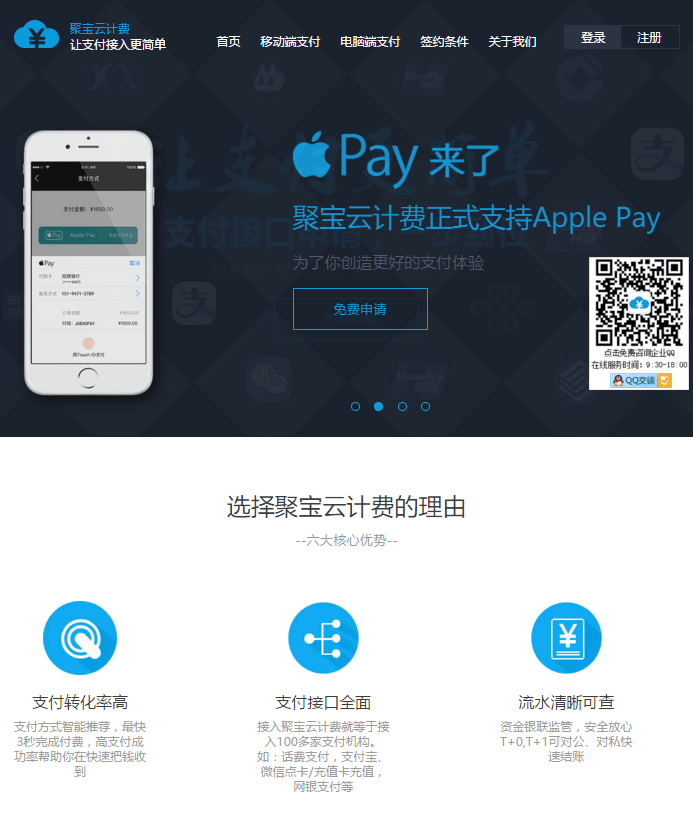 聚宝云计费
让支付接入更简单
首页 移动端支付 电脑端支付 签约条件 关于我们 登录 注册
Pay 来了
聚宝云计费正式支持Apple Pay
为了你创造更好的支付体验
免费申请
支付方式
支付金额: ¥1650.00
Pay Apple Pay
Pay 取消
招商银行
联系方式 151-9471-2789
订单金额 ¥1650.00
付给: JUBAOPAY ¥1650.00
用Touch ID支付
点击免费咨询企业QQ
在线服务时间: 9:30-18:00
QQ交谈
选择聚宝云计费的理由
--六大核心优势--
支付转化率高
支付方式智能推荐，最快
3秒完成付费，高支付成
功率帮助你在快速把钱收
到
支付接口全面
接入聚宝云计费就等于接
入100多家支付机构。
如：话费支付，支付宝、
微信点卡/充值卡充值，
网银支付等
流水清晰可查
资金银联监管，安全放心
T+0,T+1可对公、对私快
速结账